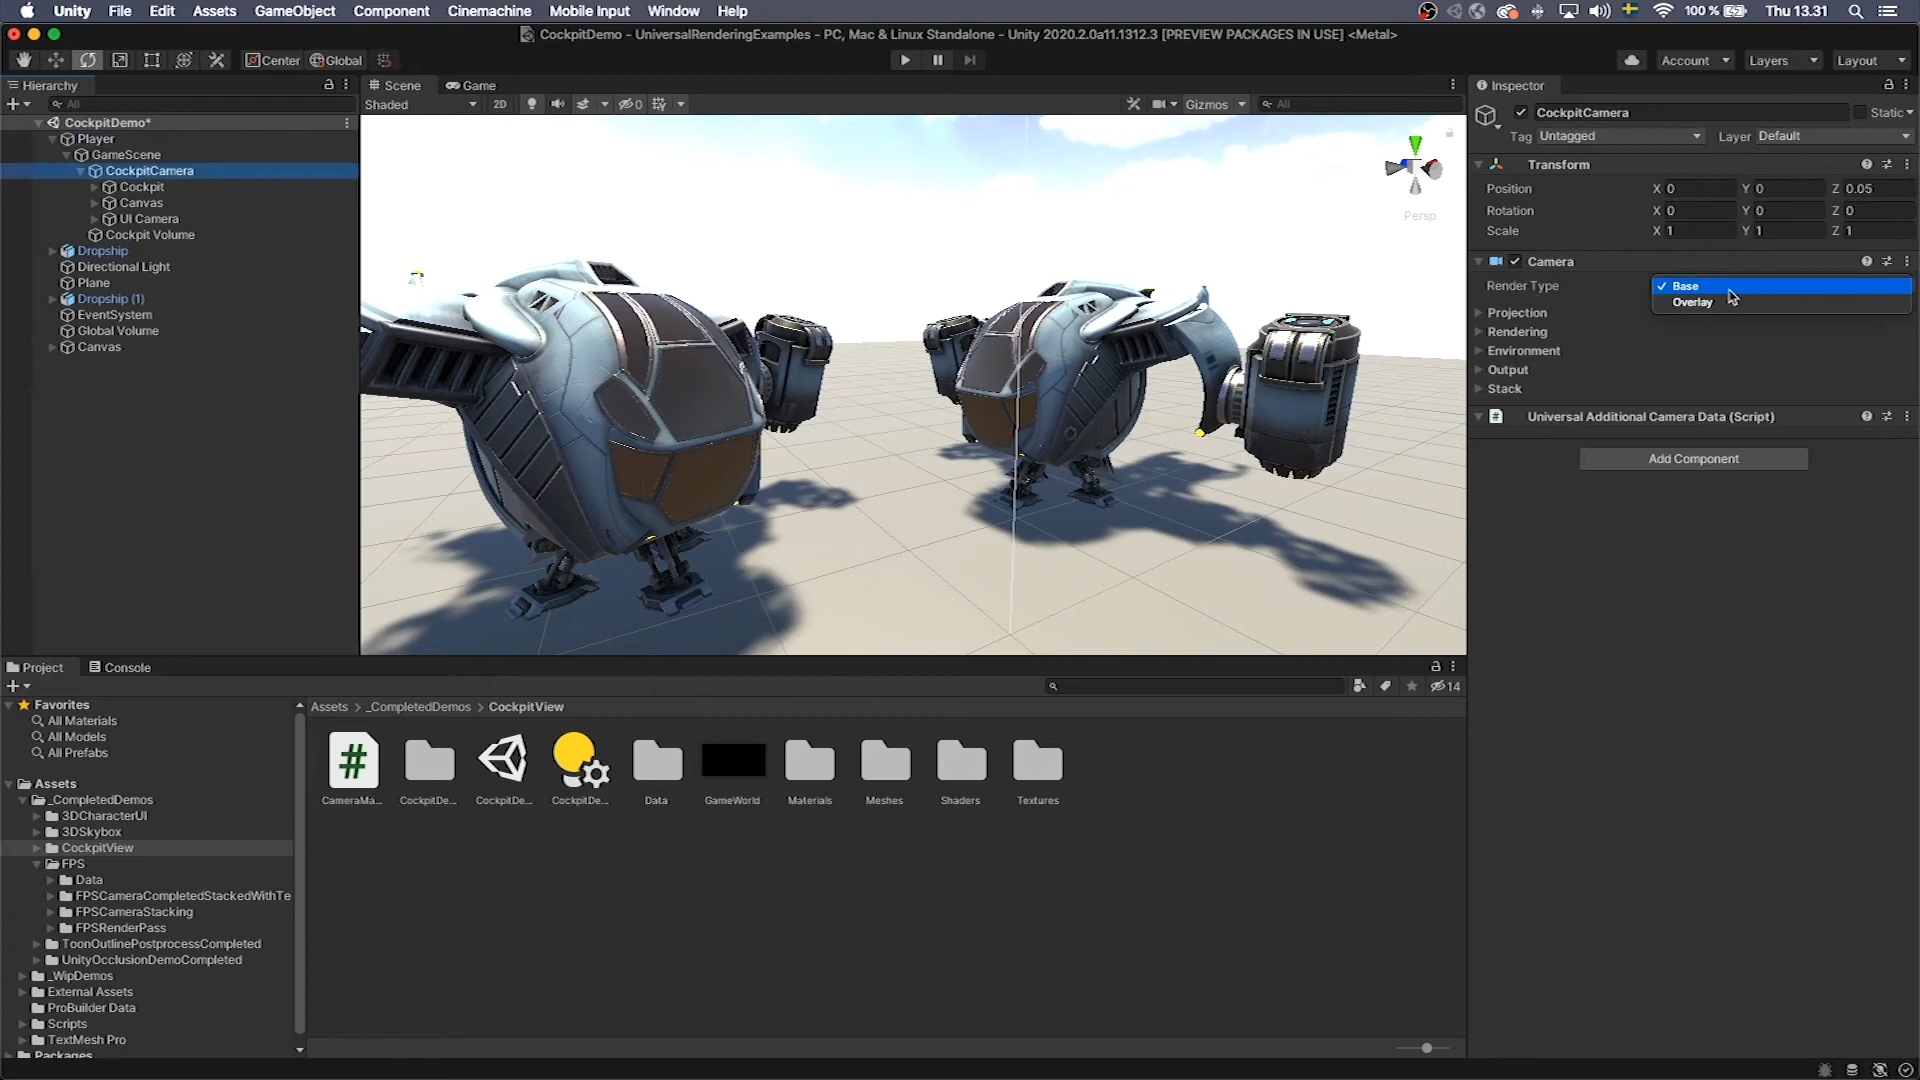 Unity File Edit Assets GameObject Component Cinemachine Mobile Input Window Help 100 % Thu 13.31
CockpitDemo - UniversalRenderingExamples - PC, Mac & Linux Standalone - Unity 2020.2.0a11.1312.3 [PREVIEW PACKAGES IN USE] <Metal>
Center Global Account Layers Layout
Hierarchy
All
CockpitDemo*
Player
GameScene
CockpitCamera
Cockpit
Canvas
UI Camera
Cockpit Volume
Dropship
Directional Light
Plane
Dropship (1)
EventSystem
Global Volume
Canvas
Scene Game
Shaded 2D 0 Gizmos All
Persp
Inspector
CockpitCamera Static
Tag Untagged Layer Default
Transform
Position X 0 Y 0 Z 0.05
Rotation X 0 Y 0 Z 0
Scale X 1 Y 1 Z 1
Camera
Render Type Base
Overlay
Projection
Rendering
Environment
Output
Stack
# Universal Additional Camera Data (Script)
Add Component
Project Console
14
Favorites
All Materials
All Models
All Prefabs
Assets
_CompletedDemos
3DCharacterUI
3DSkybox
CockpitView
FPS
Data
FPSCameraCompletedStackedWithTe
FPSCameraStacking
FPSRenderPass
ToonOutlinePostprocessCompleted
UnityOcclusionDemoCompleted
_WipDemos
External Assets
ProBuilder Data
Scripts
TextMesh Pro
Packages
Assets > _CompletedDemos > CockpitView
#
CameraMa... CockpitDe... CockpitDe... CockpitDe... Data GameWorld Materials Meshes Shaders Textures